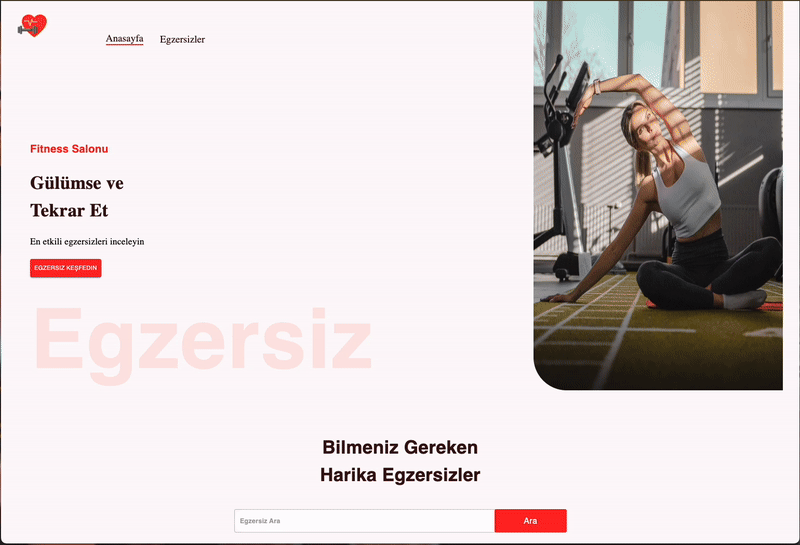 Anasayfa
Egzersizler
Fitness Salonu
Gülümse ve
Tekrar Et
En etkili egzersizleri inceleyin
EGZERSIZ KEŞFEDIN
Egzersiz
Bilmeniz Gereken
Harika Egzersizler
Egzersiz Ara
Ara